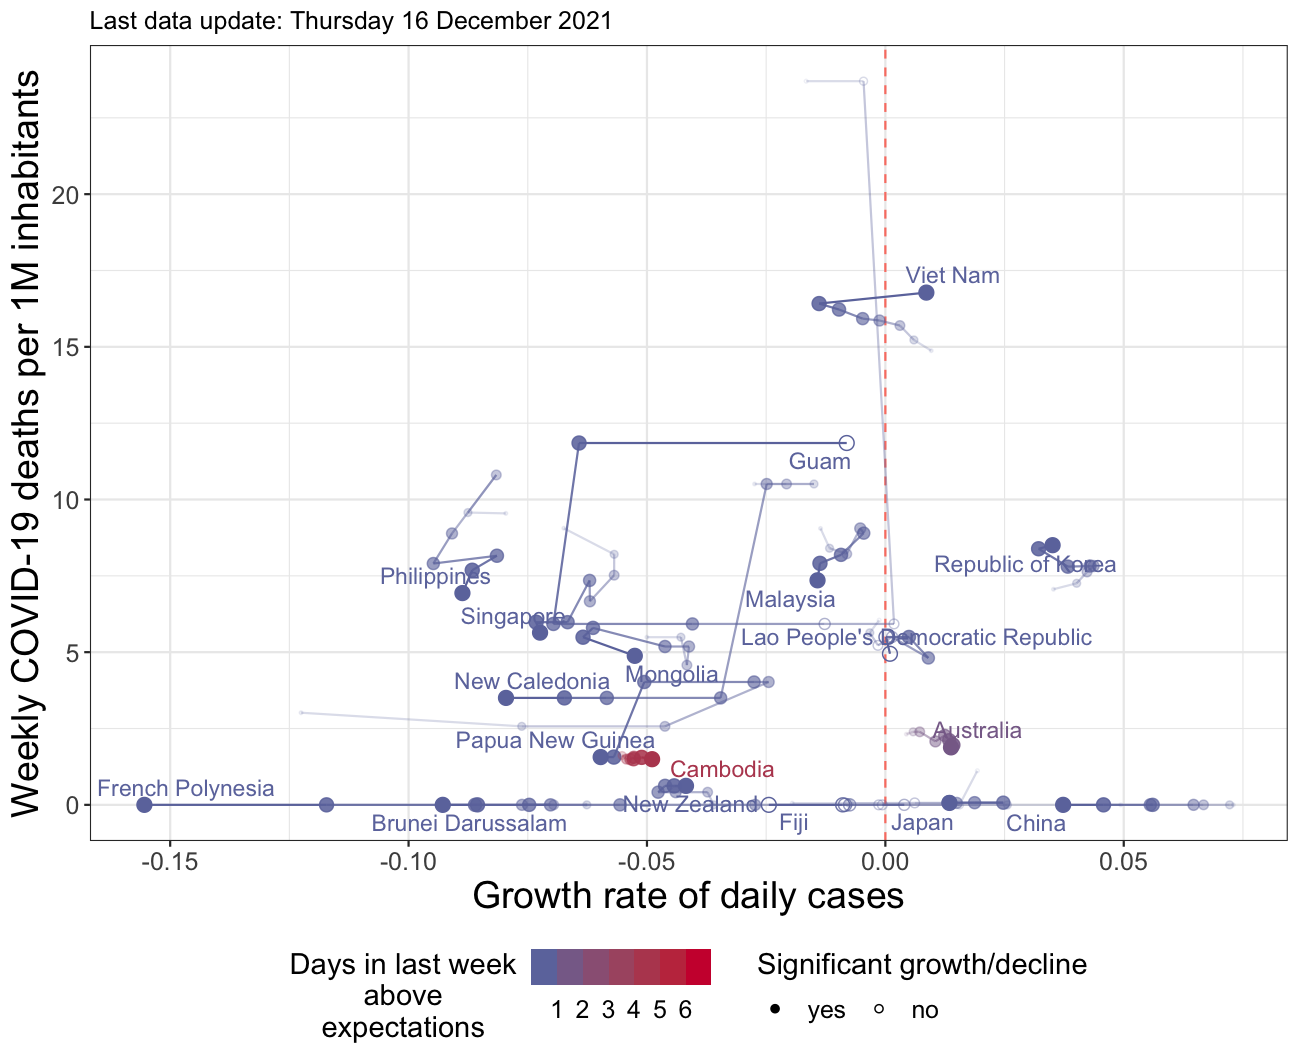 Last data update: Thursday 16 December 2021
Weekly COVID-19 deaths per 1M inhabitants
20
15
10
5
0
Viet Nam
Guam
Republic of Korea
Philippines
Malaysia
Singapore
Lao People's Democratic Republic
Mongolia
New Caledonia
Australia
Papua New Guinea
Cambodia
French Polynesia
New Zealand
Brunei Darussalam
Fiji
Japan
China
-0.15
-0.10
-0.05
0.00
0.05
Growth rate of daily cases
Days in last week
above
expectations
1 2 3 4 5 6
Significant growth/decline
yes
no